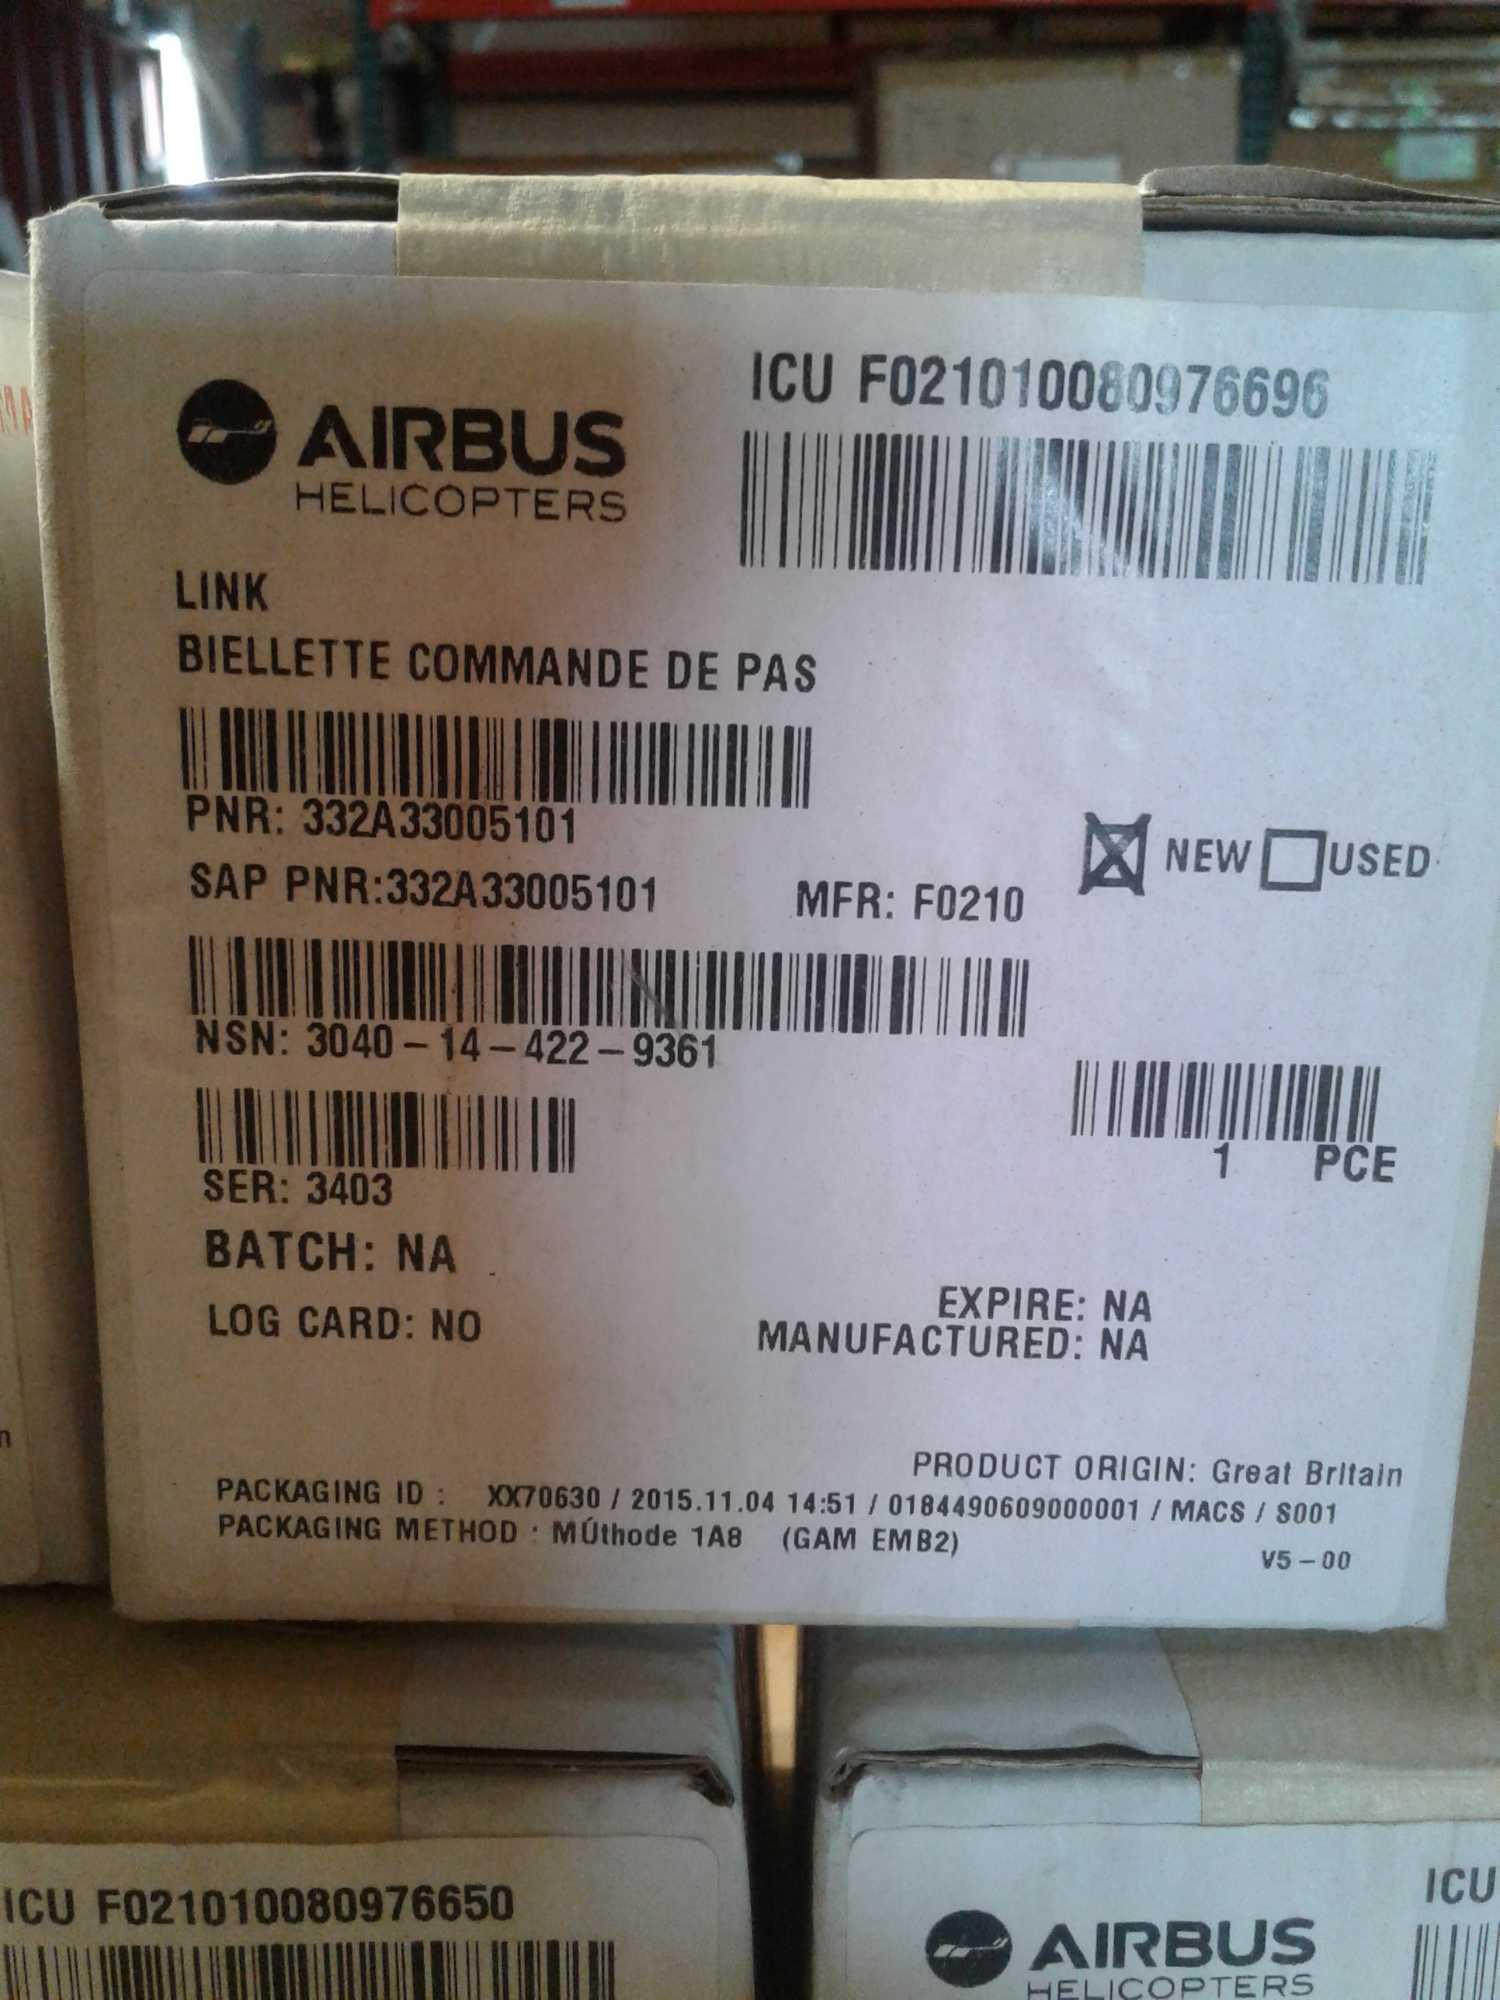 AIRBUS
HELICOPTERS
ICU F021010080976696
LINK
BIELLETTE COMMANDE DE PAS
PNR: 332A33005101
SAP PNR:332A33005101 MFR: F0210
NEW USED
NSN: 3040-14-422-9361
1 PCE
SER: 3403
BATCH: NA
LOG CARD: NO
EXPIRE: NA
MANUFACTURED: NA
PRODUCT ORIGIN: Great Britain
PACKAGING ID : XX70630 / 2015.11.04 14:51 / 0184490609000001 / MACS / S001
PACKAGING METHOD : MÚthode 1A8 (GAM EMB2)
V5-00
ICU F021010080976650
ICU
AIRBUS
HELICOPTERS